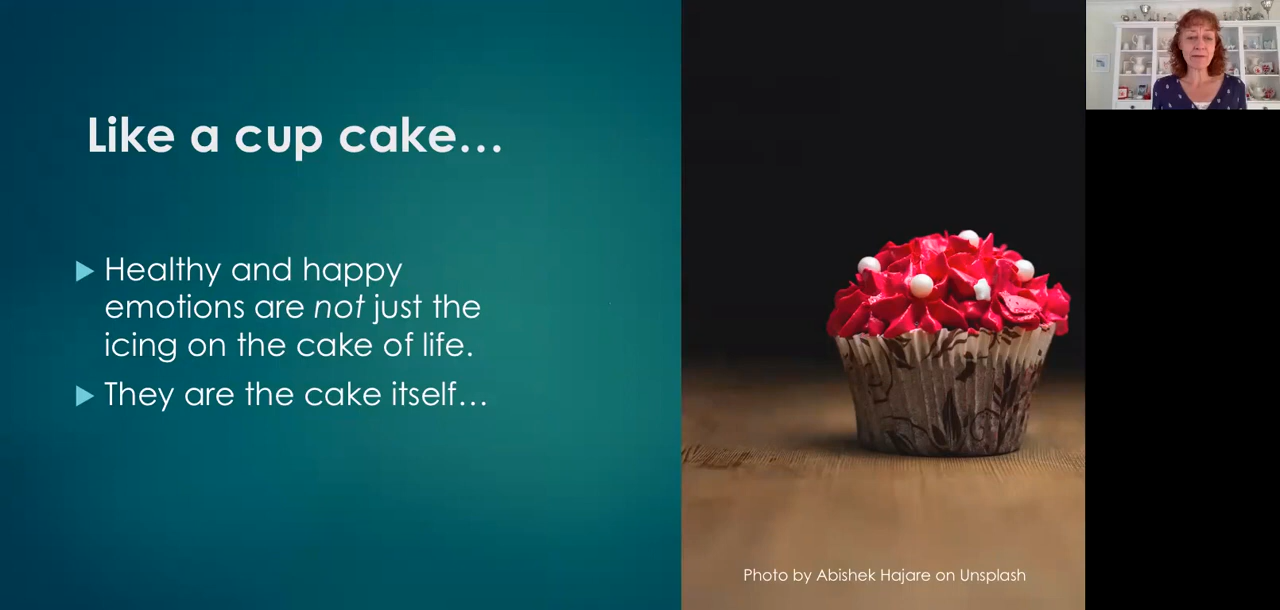 Like a cup cake…
Healthy and happy
emotions are not just the
icing on the cake of life.
They are the cake itself…
Photo by Abishek Hajare on Unsplash